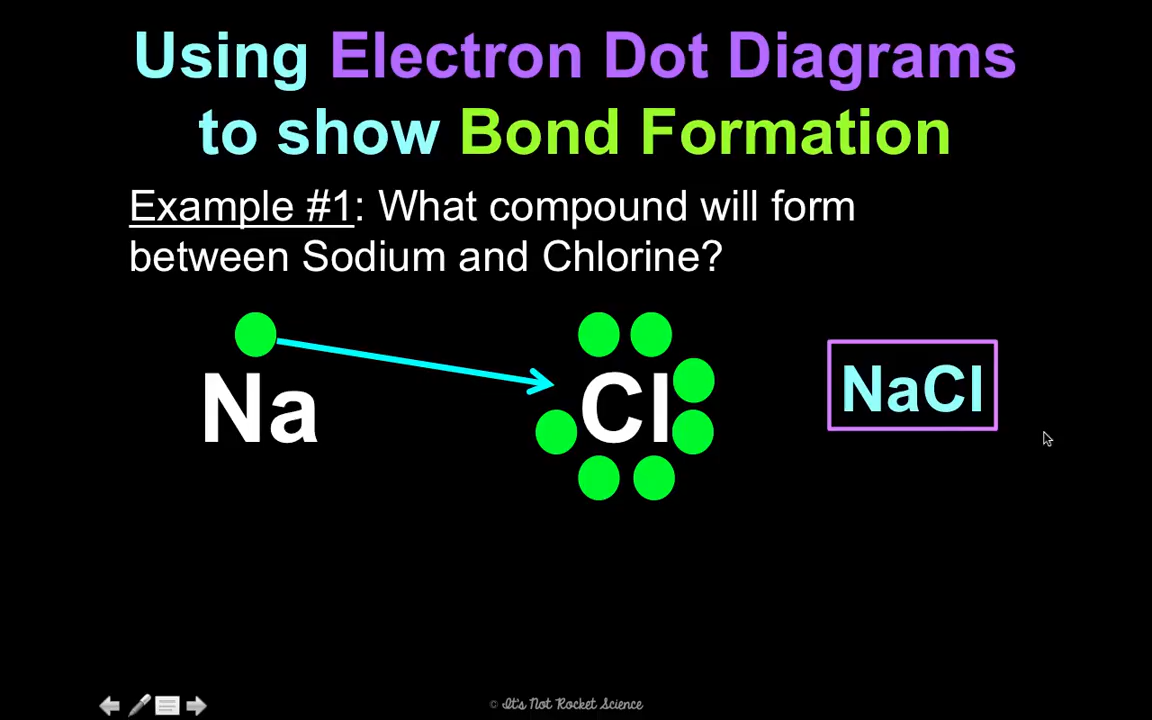 Using Electron Dot Diagrams
to show Bond Formation
Example #1: What compound will form
between Sodium and Chlorine?
Na
Cl
NaCl
© It's Not Rocket Science